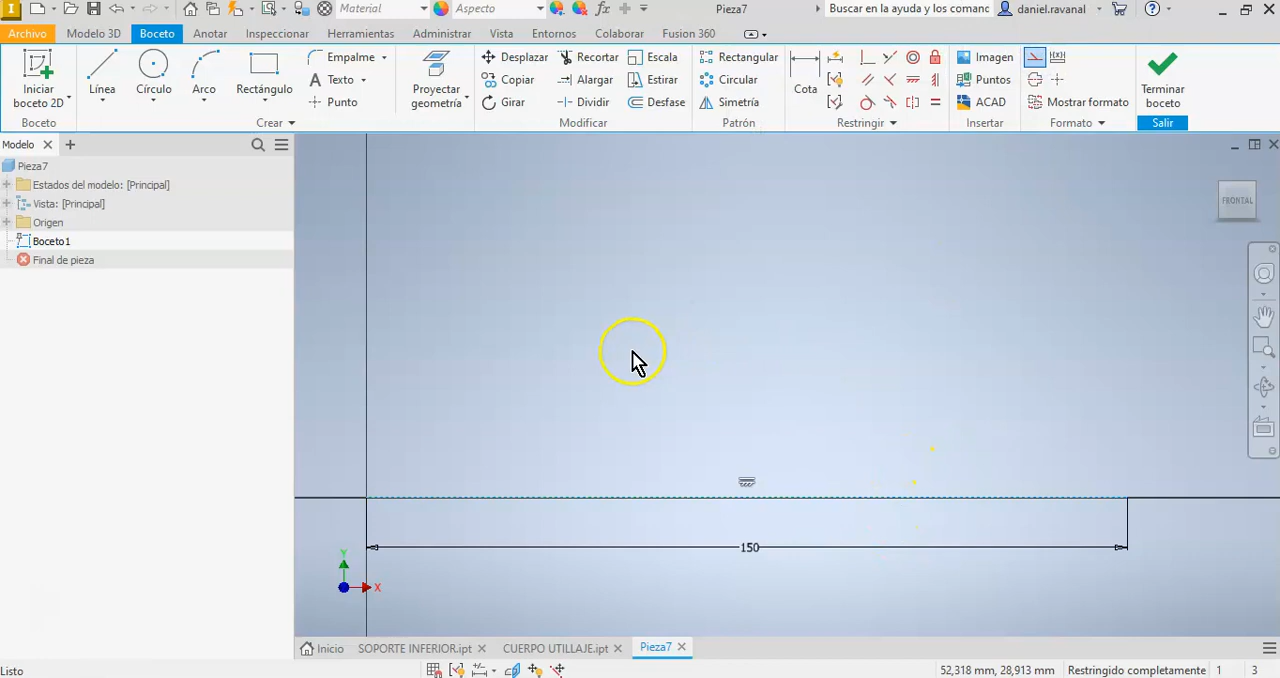 I
Material
Aspecto
Pieza7
Buscar en la ayuda y los comanc
daniel.ravanal
Archivo
Modelo 3D
Boceto
Anotar
Inspeccionar
Herramientas
Administrar
Vista
Entornos
Colaborar
Fusion 360
Iniciar
boceto 2D
Línea
Círculo
Arco
Rectángulo
Empalme
Texto
Punto
Proyectar
geometría
Desplazar
Copiar
Girar
Recortar
Alargar
Dividir
Escala
Estirar
Desfase
Rectangular
Circular
Simetría
Cota
Imagen
Puntos
ACAD
Mostrar formato
Terminar
boceto
Boceto
Crear
Modificar
Patrón
Restringir
Insertar
Formato
Salir
Modelo
Pieza7
Estados del modelo: [Principal]
Vista: [Principal]
Origen
Boceto1
Final de pieza
FRONTAL
150
Y
X
Inicio
SOPORTE INFERIOR.ipt
CUERPO UTILLAJE.ipt
Pieza7
Listo
52,318 mm, 28,913 mm
Restringido completamente
1
3